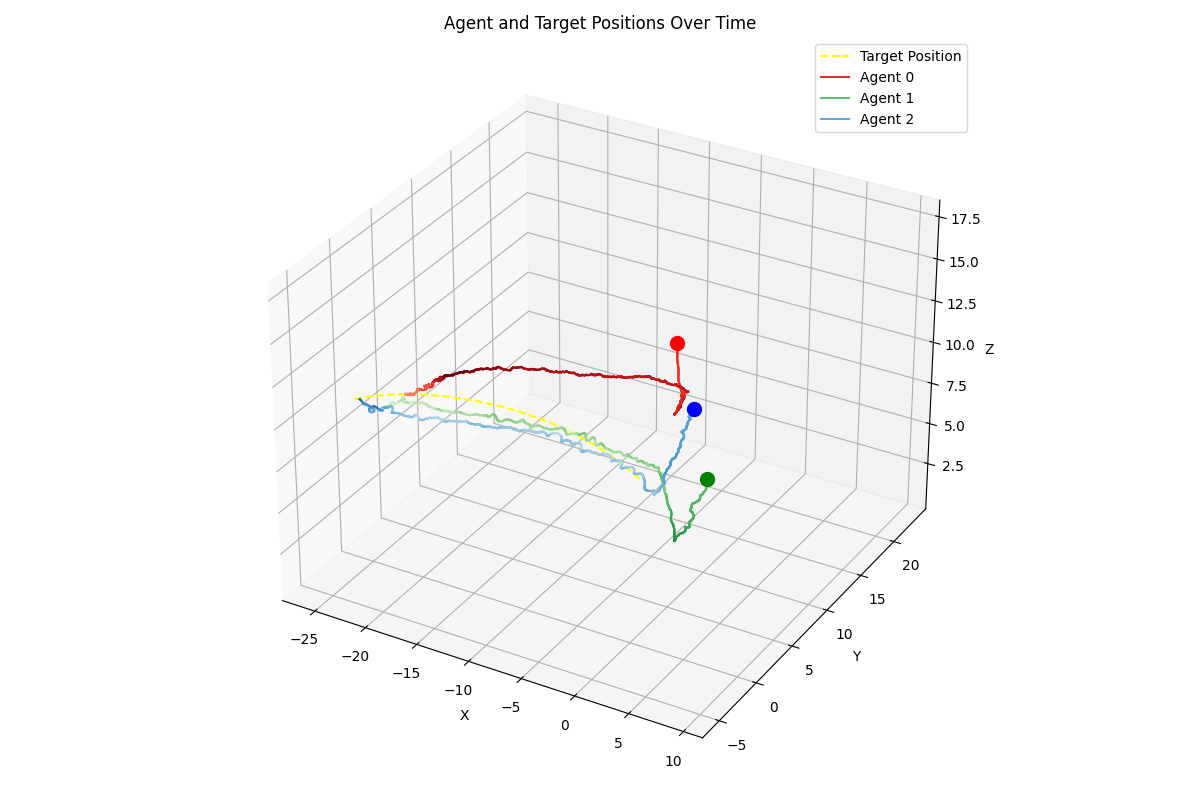 Agent and Target Positions Over Time
Target Position
Agent 0
Agent 1
Agent 2
17.5
15.0
12.5
10.0
7.5
5.0
2.5
Z
20
15
10
5
0
−5
Y
−25
−20
−15
−10
−5
0
5
10
X